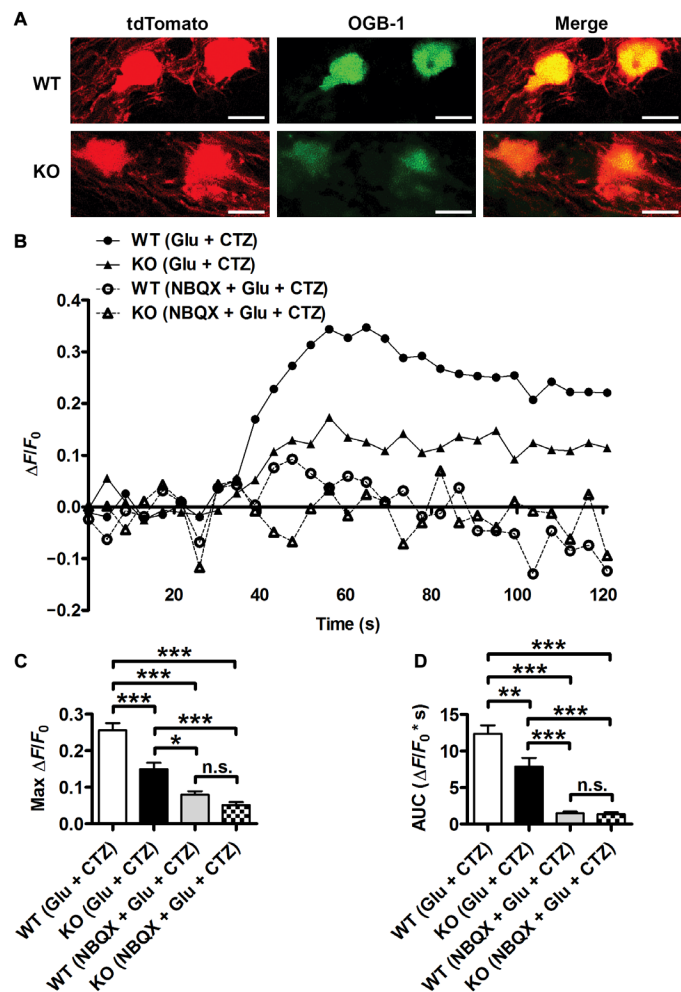 A
tdTomato OGB-1 Merge
WT
KO
B
WT (Glu + CTZ)
KO (Glu + CTZ)
WT (NBQX + Glu + CTZ)
KO (NBQX + Glu + CTZ)
0.4
0.3
0.2
0.1
0.0
−0.1
−0.2
ΔF/F0
20 40 60 80 100 120
Time (s)
C
***
***
***
***
*
n.s.
0.3
0.2
0.1
0.0
Max ΔF/F0
WT (Glu + CTZ)
KO (Glu + CTZ)
WT (NBQX + Glu + CTZ)
KO (NBQX + Glu + CTZ)
D
***
***
**
***
***
n.s.
15
10
5
0
AUC (ΔF/F0 * s)
WT (Glu + CTZ)
KO (Glu + CTZ)
WT (NBQX + Glu + CTZ)
KO (NBQX + Glu + CTZ)